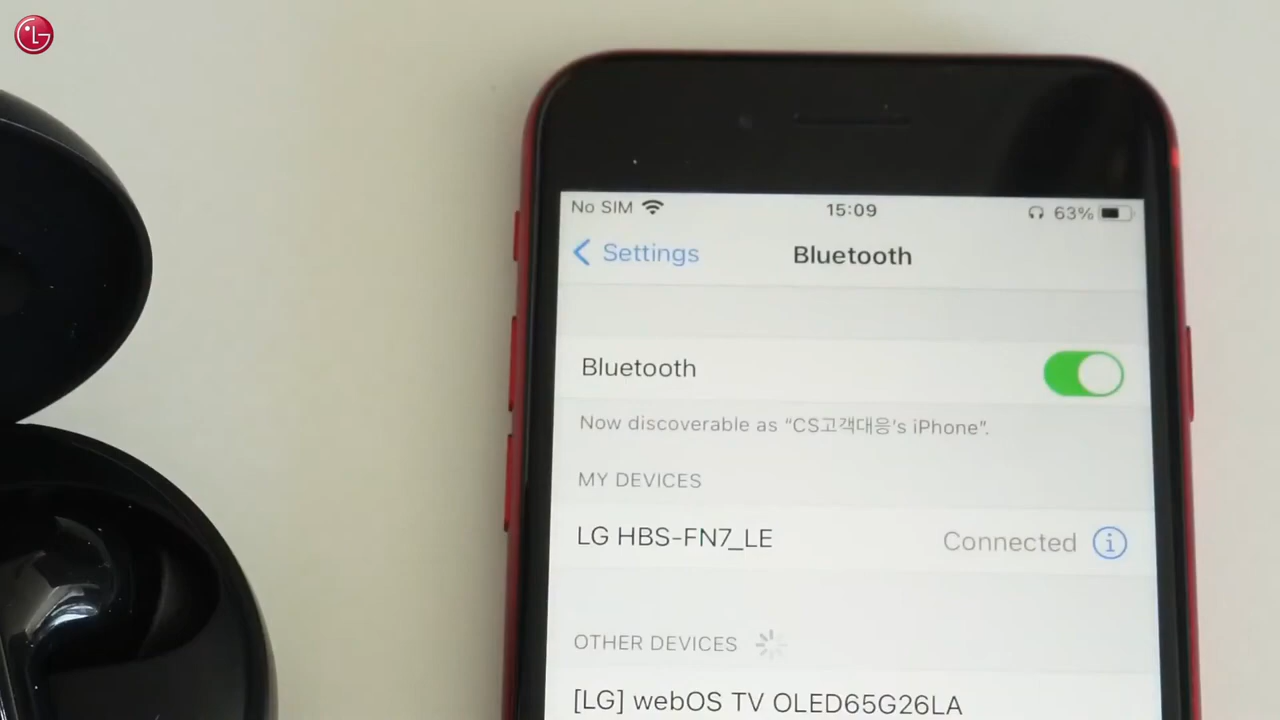 LG
No SIM 15:09 63%
Settings Bluetooth
Bluetooth
Now discoverable as “CS고객대응’s iPhone”.
MY DEVICES
LG HBS-FN7_LE Connected
OTHER DEVICES
[LG] webOS TV OLED65G26LA